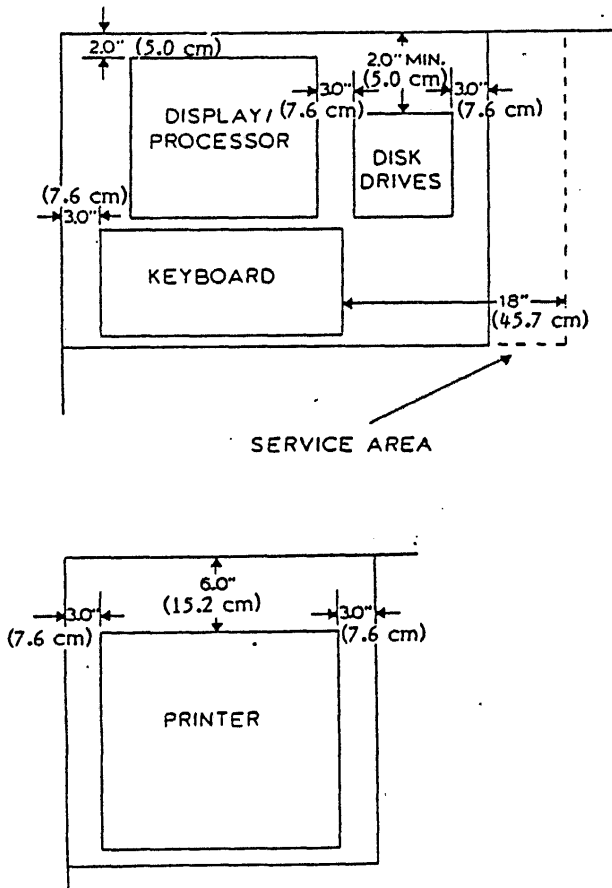 2.0" (5.0 cm)
2.0" MIN.
(5.0 cm)
3.0"
(7.6 cm)
3.0"
(7.6 cm)
DISPLAY/
PROCESSOR
DISK
DRIVES
(7.6 cm)
3.0"
KEYBOARD
18"
(45.7 cm)
SERVICE AREA
6.0"
(15.2 cm)
3.0"
(7.6 cm)
3.0"
(7.6 cm)
PRINTER